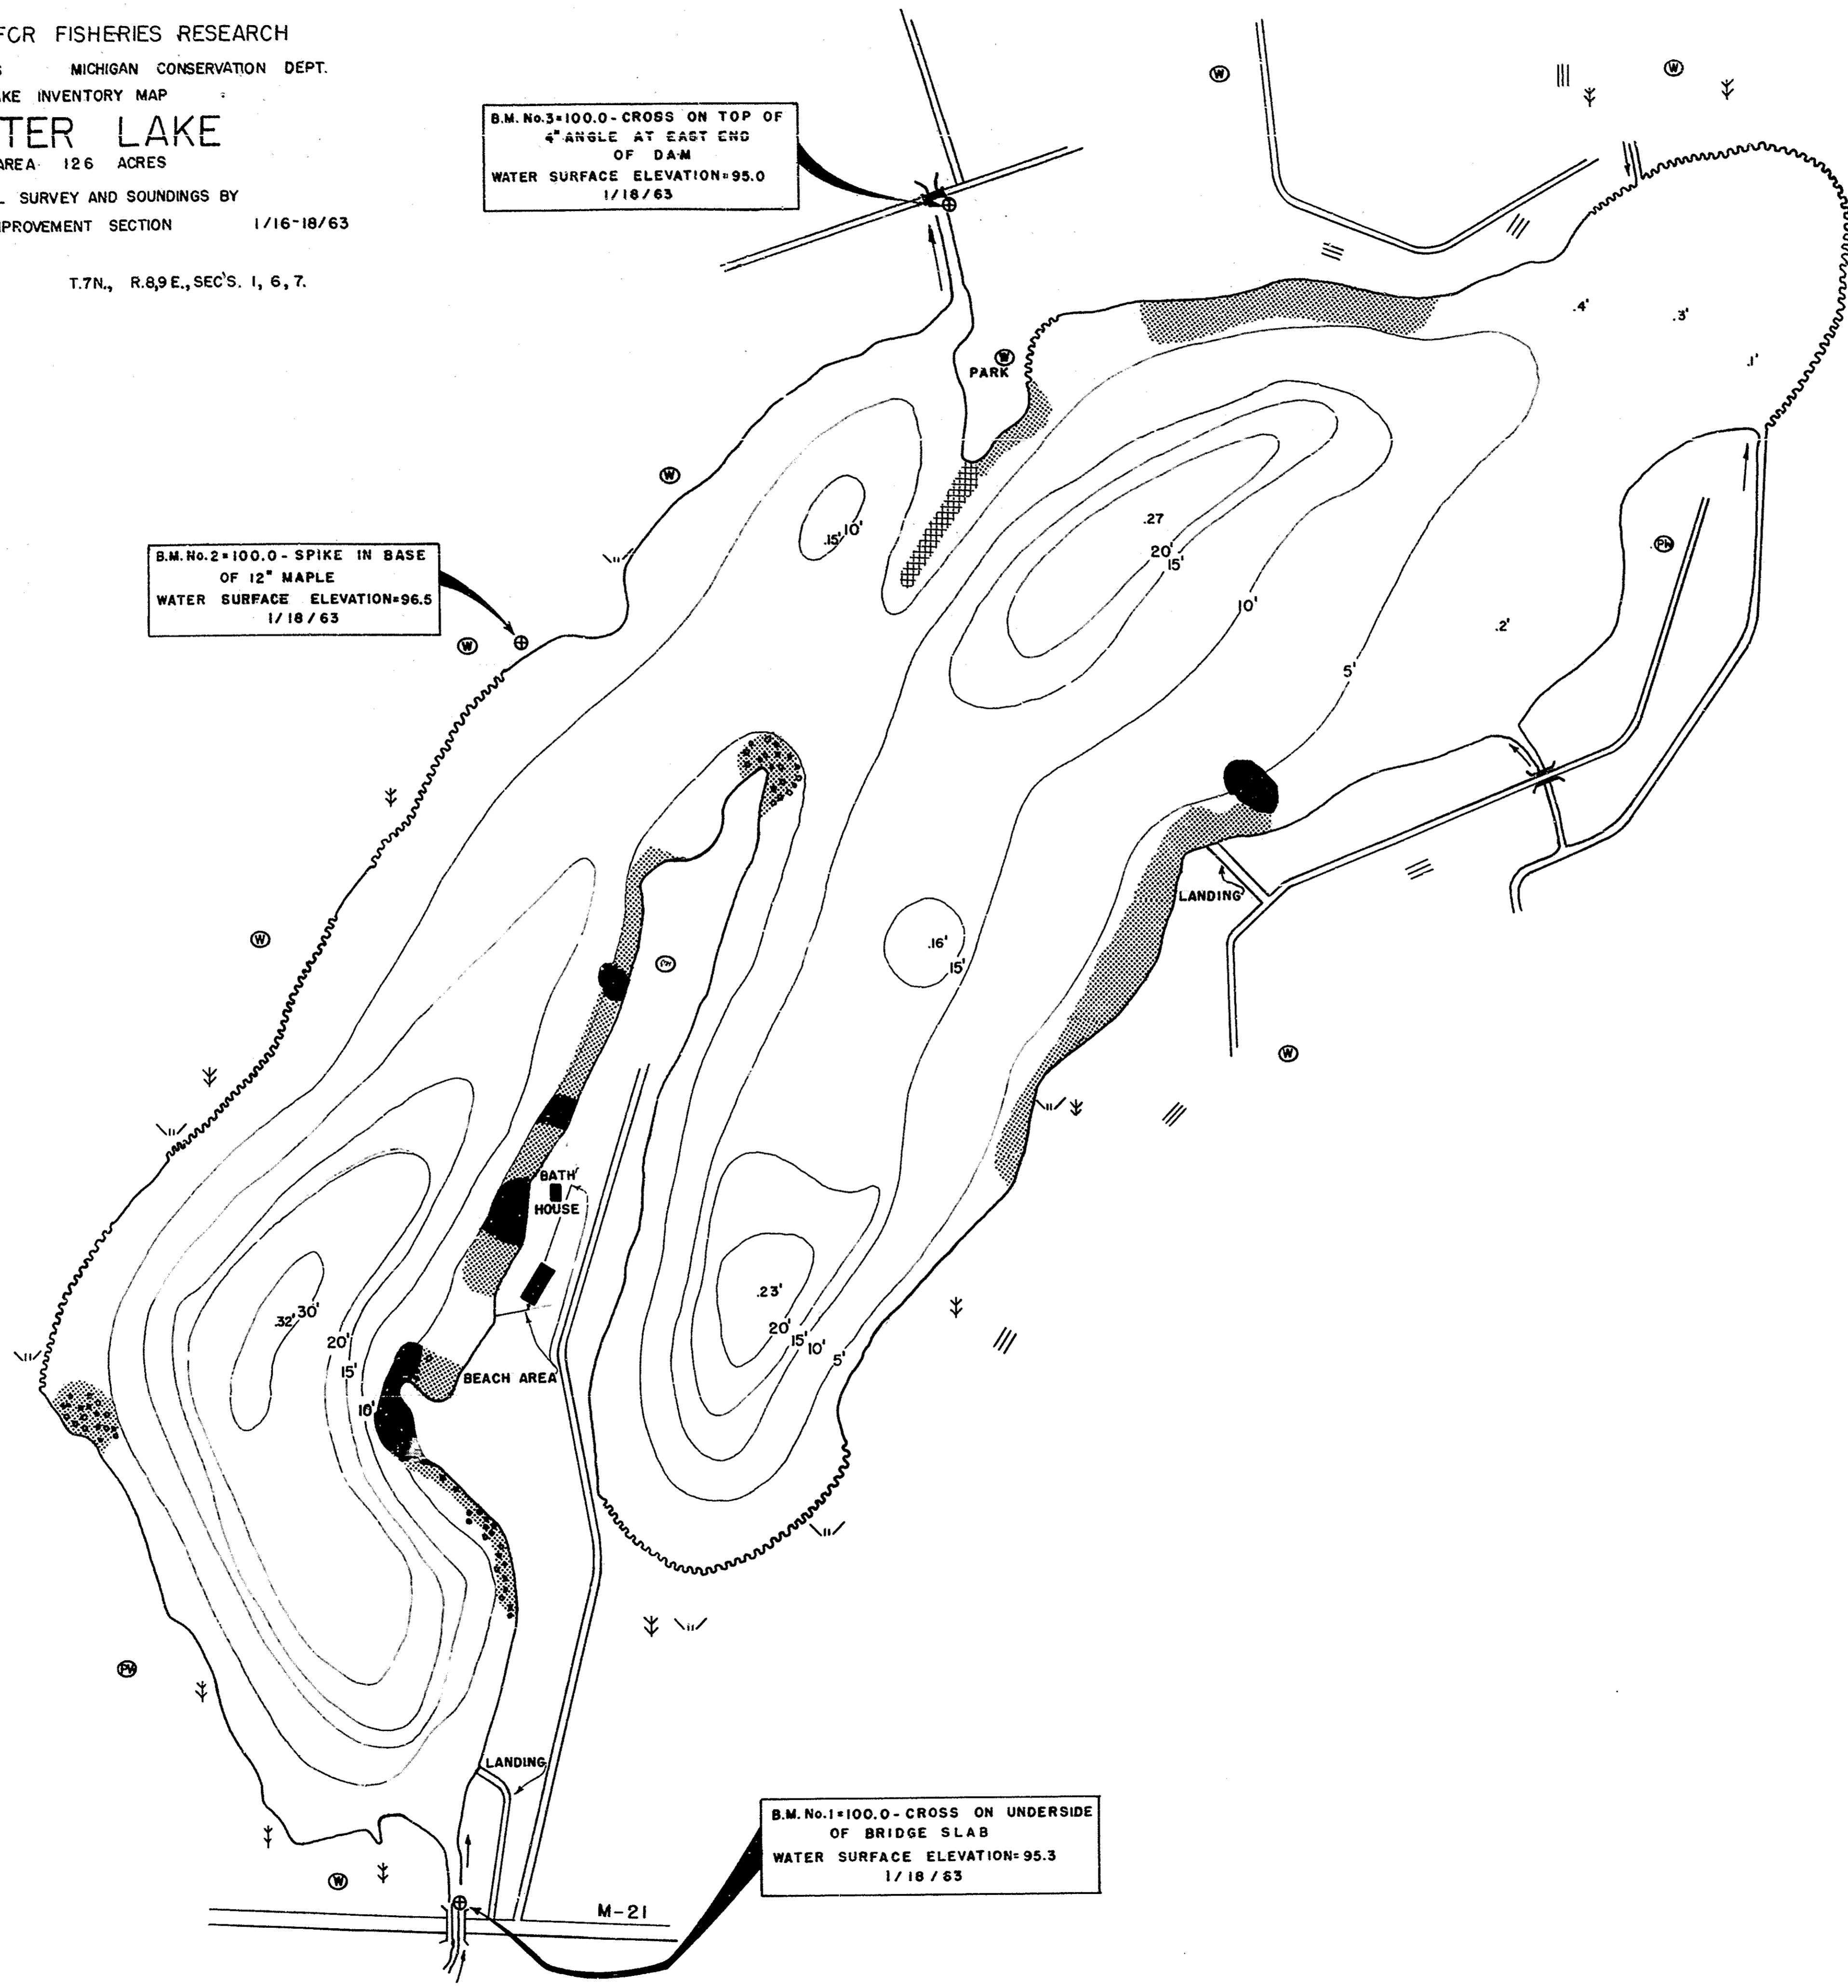 FOR FISHERIES RESEARCH
MICHIGAN CONSERVATION DEPT.
KE INVENTORY MAP
TER LAKE
AREA 126 ACRES
L SURVEY AND SOUNDINGS BY
PROVEMENT SECTION 1/16-18/63
T.7N., R.8,9 E., SEC'S. 1, 6, 7.
B.M. No.3=100.0 - CROSS ON TOP OF
4" ANGLE AT EAST END
OF DAM
WATER SURFACE ELEVATION=95.0
1/18/63
W
W
.4'
.3'
.1'
W
PARK
W
.15' 10'
.27
20'
15'
PW
B.M. No.2=100.0 - SPIKE IN BASE
OF 12" MAPLE
WATER SURFACE ELEVATION=96.5
1/18/63
W
10'
.2'
5'
LANDING
W
.16'
15'
W
BATH
HOUSE
.32' 30'
20'
15'
10'
.23'
20'
15'
10'
5'
BEACH AREA
PW
LANDING
B.M. No.1=100.0 - CROSS ON UNDERSIDE
OF BRIDGE SLAB
WATER SURFACE ELEVATION=95.3
1/18/63
W
M-21